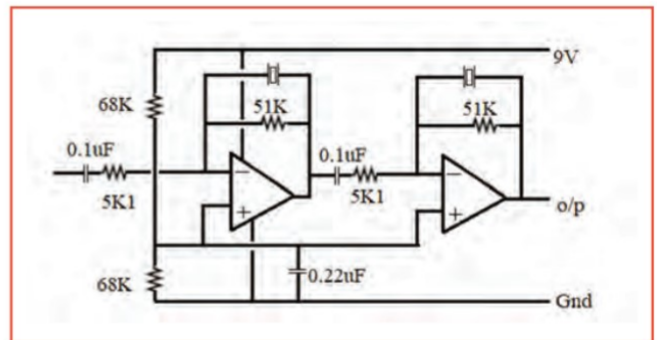 9V
68K
51K
51K
0.1uF
0.1uF
5K1
5K1
−
+
−
+
o/p
68K
0.22uF
Gnd